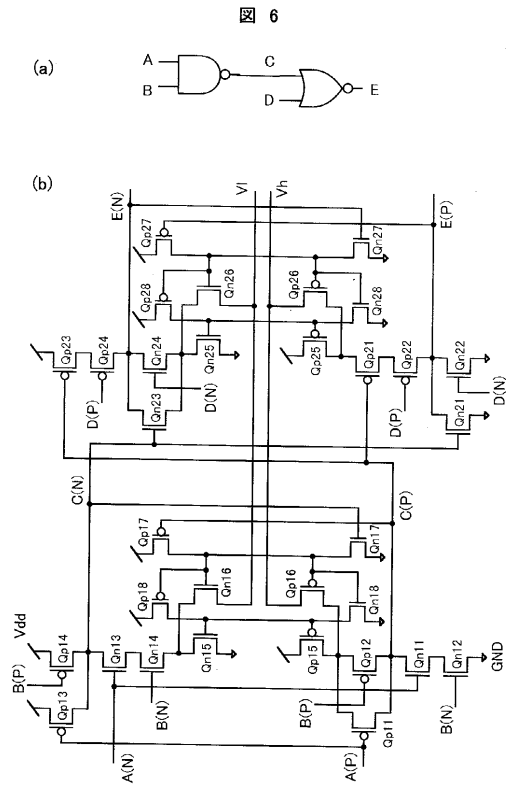 図 6
(a)
A
B
C
D
E
(b)
E(N)
Vl
Vh
E(P)
Qp27
Qn27
Qp28
Qn26
Qp26
Qn28
Qp23
Qp24
Qn24
Qn25
Qp25
Qp21
Qp22
Qn22
D(P)
Qn23
D(N)
D(P)
Qn21
D(N)
C(N)
C(P)
Qp17
Qn17
Qp18
Qn16
Qp16
Qn18
Vdd
Qp14
Qn13
Qn14
Qn15
Qp15
Qp12
Qn11
Qn12
GND
B(P)
Qp13
B(N)
B(P)
Qp11
B(N)
A(N)
A(P)